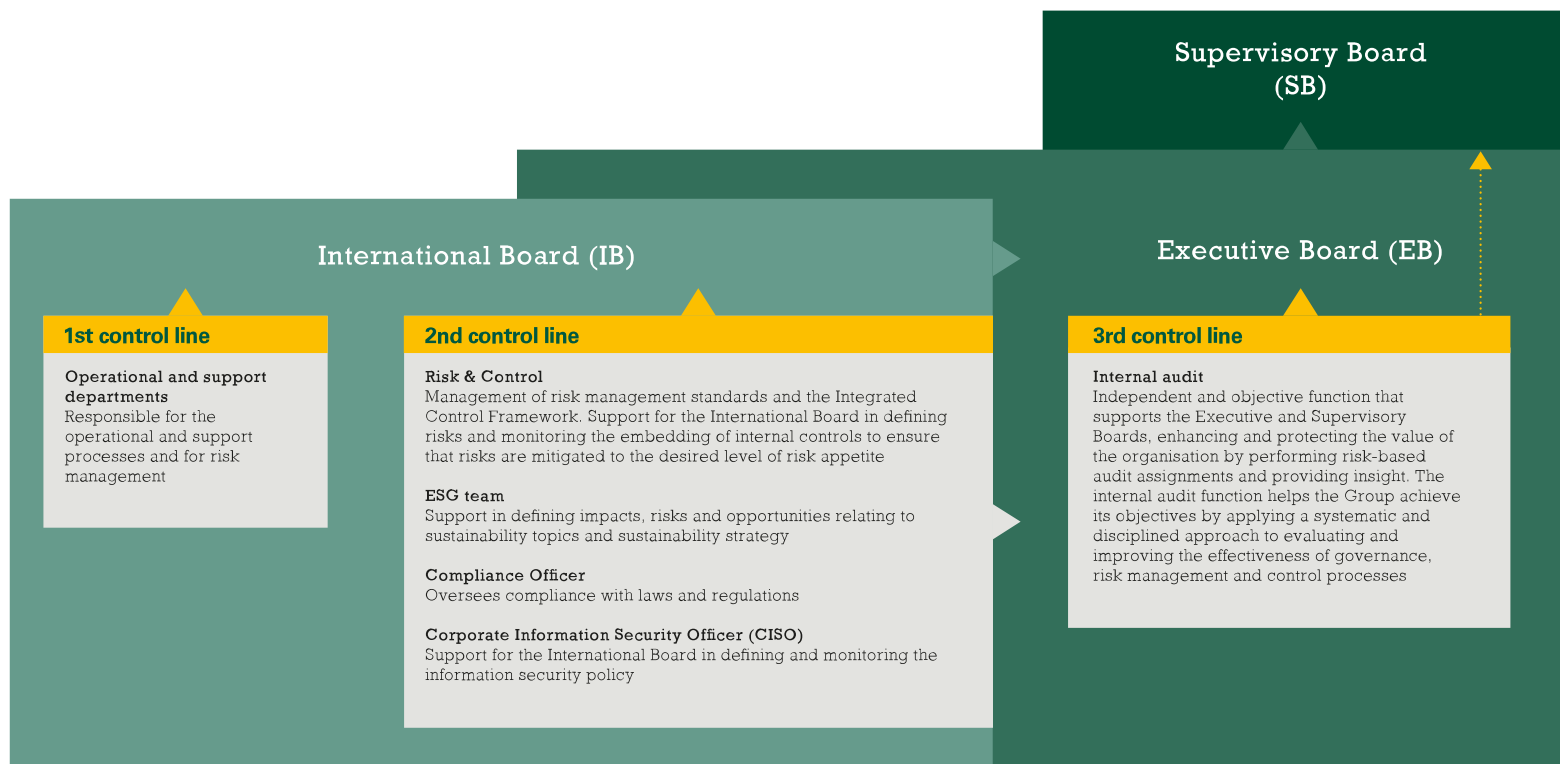 Supervisory Board
(SB)
International Board (IB)
Executive Board (EB)
1st control line
Operational and support
departments
Responsible for the
operational and support
processes and for risk
management
2nd control line
Risk & Control
Management of risk management standards and the Integrated
Control Framework. Support for the International Board in defining
risks and monitoring the embedding of internal controls to ensure
that risks are mitigated to the desired level of risk appetite
ESG team
Support in defining impacts, risks and opportunities relating to
sustainability topics and sustainability strategy
Compliance Officer
Oversees compliance with laws and regulations
Corporate Information Security Officer (CISO)
Support for the International Board in defining and monitoring the
information security policy
3rd control line
Internal audit
Independent and objective function that
supports the Executive and Supervisory
Boards, enhancing and protecting the value of
the organisation by performing risk-based
audit assignments and providing insight. The
internal audit function helps the Group achieve
its objectives by applying a systematic and
disciplined approach to evaluating and
improving the effectiveness of governance,
risk management and control processes